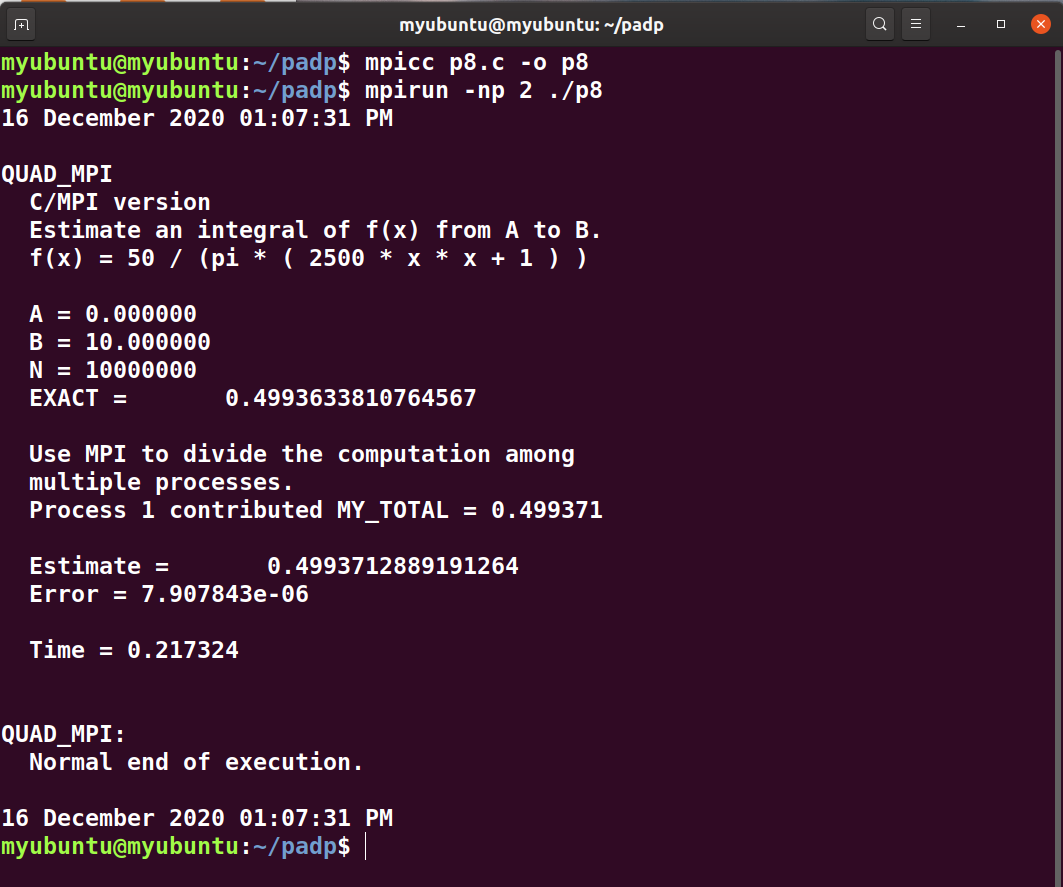 myubuntu@myubuntu: ~/padp
myubuntu@myubuntu:~/padp$ mpicc p8.c -o p8
myubuntu@myubuntu:~/padp$ mpirun -np 2 ./p8
16 December 2020 01:07:31 PM
QUAD_MPI
  C/MPI version
  Estimate an integral of f(x) from A to B.
  f(x) = 50 / (pi * ( 2500 * x * x + 1 ) )
  A = 0.000000
  B = 10.000000
  N = 10000000
  EXACT =       0.4993633810764567
  Use MPI to divide the computation among
  multiple processes.
  Process 1 contributed MY_TOTAL = 0.499371
  Estimate =       0.4993712889191264
  Error = 7.907843e-06
  Time = 0.217324
QUAD_MPI:
  Normal end of execution.
16 December 2020 01:07:31 PM
myubuntu@myubuntu:~/padp$